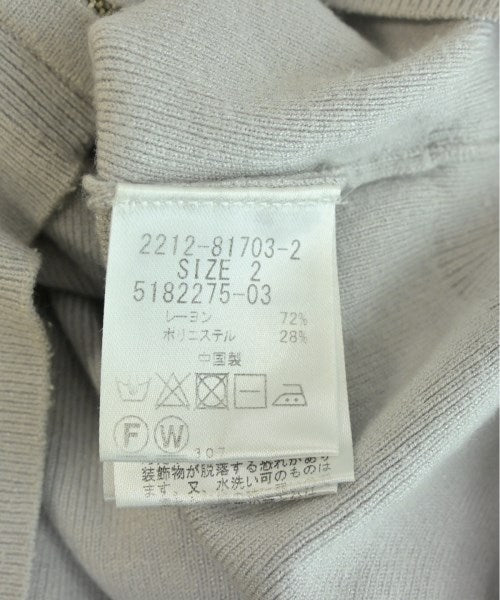 2212-81703-2
SIZE 2
5182275-03
レーヨン 72%
ポリエステル 28%
中国製
F W
307
装飾物が脱落する恐れがあ
ます。又、水洗い可のものは